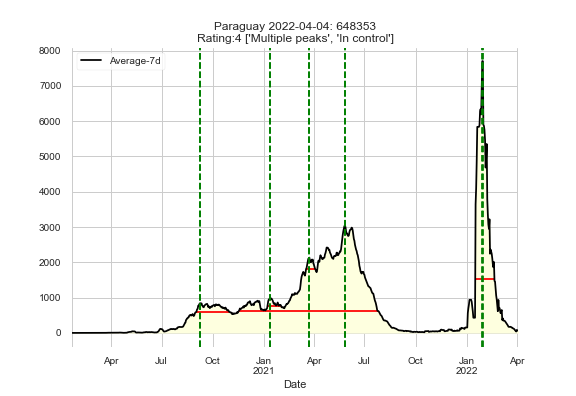 Paraguay 2022-04-04: 648353
Rating:4 ['Multiple peaks', 'In control']
Average-7d
8000
7000
6000
5000
4000
3000
2000
1000
0
Apr Jul Oct Jan Apr Jul Oct Jan Apr
2021 2022
Date